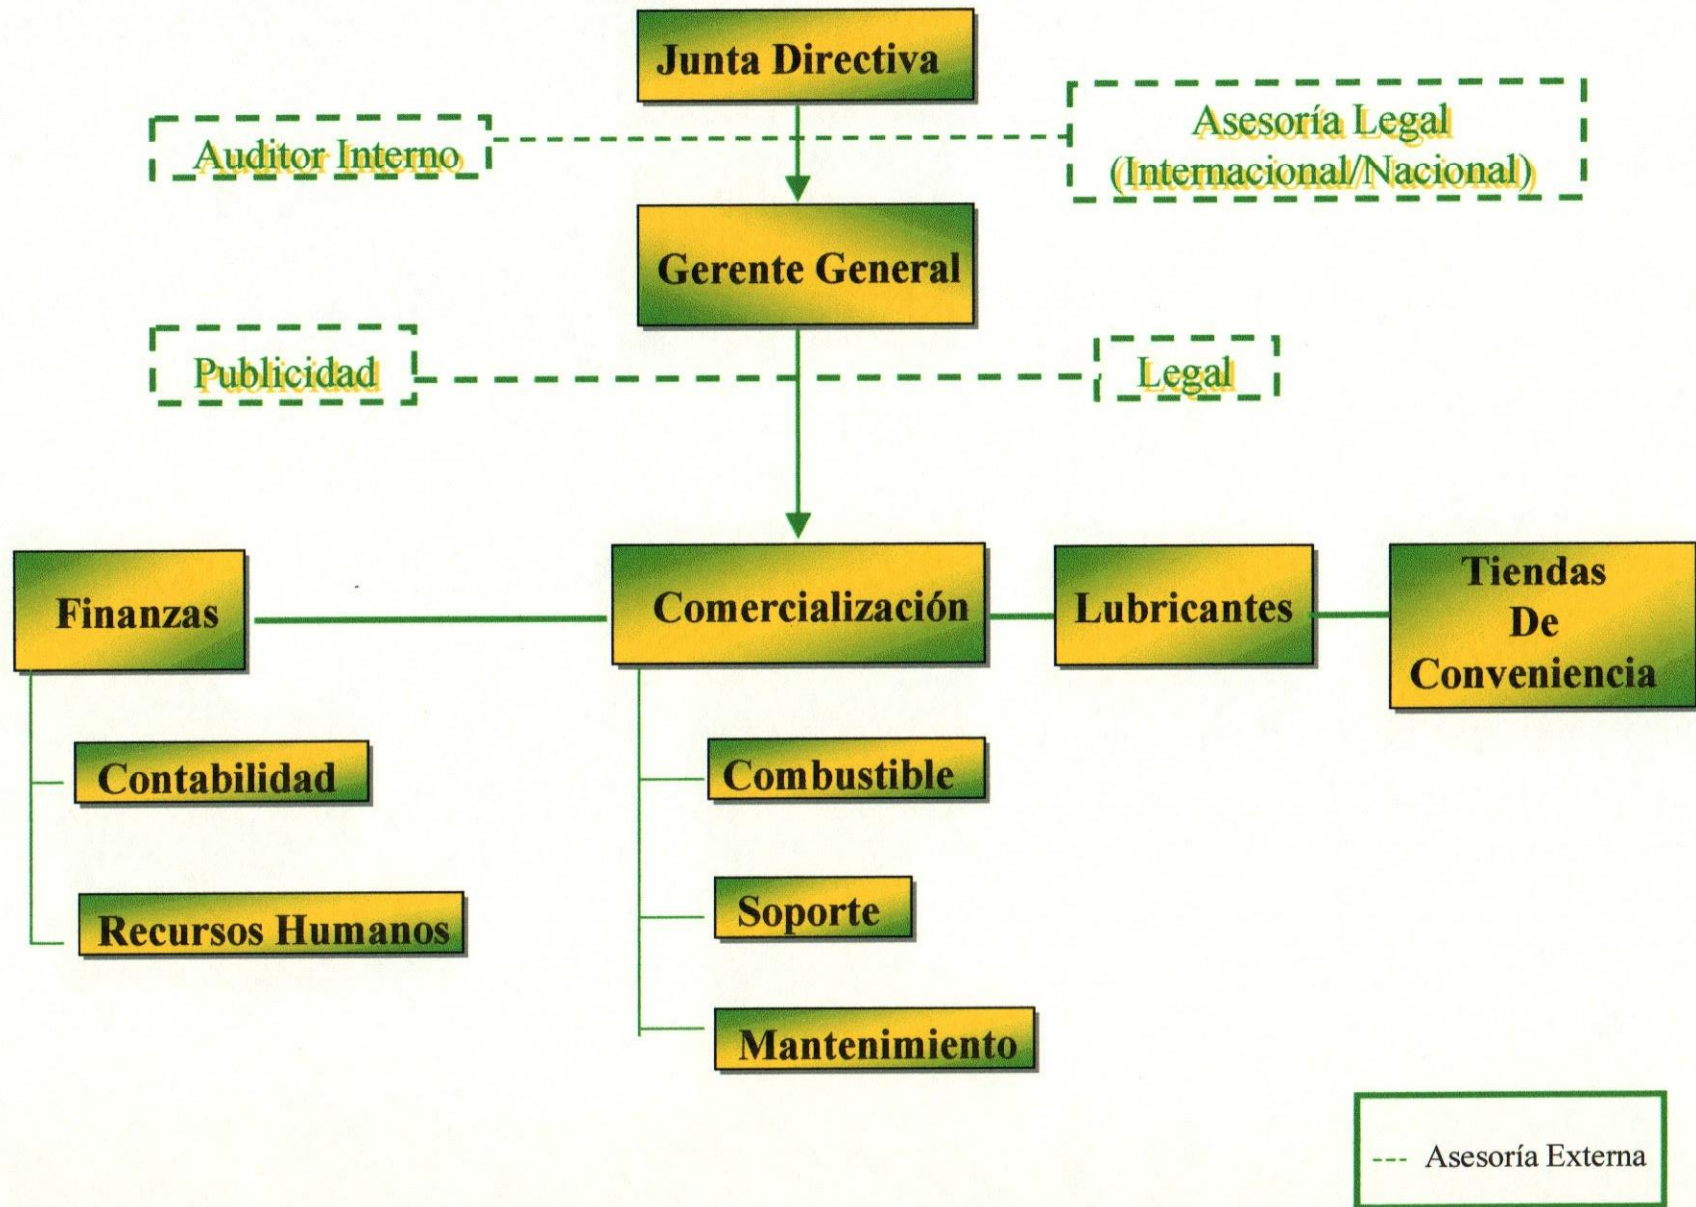 Junta Directiva
Auditor Interno
Asesoría Legal
(Internacional/Nacional)
Gerente General
Publicidad
Legal
Finanzas
Comercialización
Lubricantes
Tiendas
De
Conveniencia
Contabilidad
Recursos Humanos
Combustible
Soporte
Mantenimiento
--- Asesoría Externa